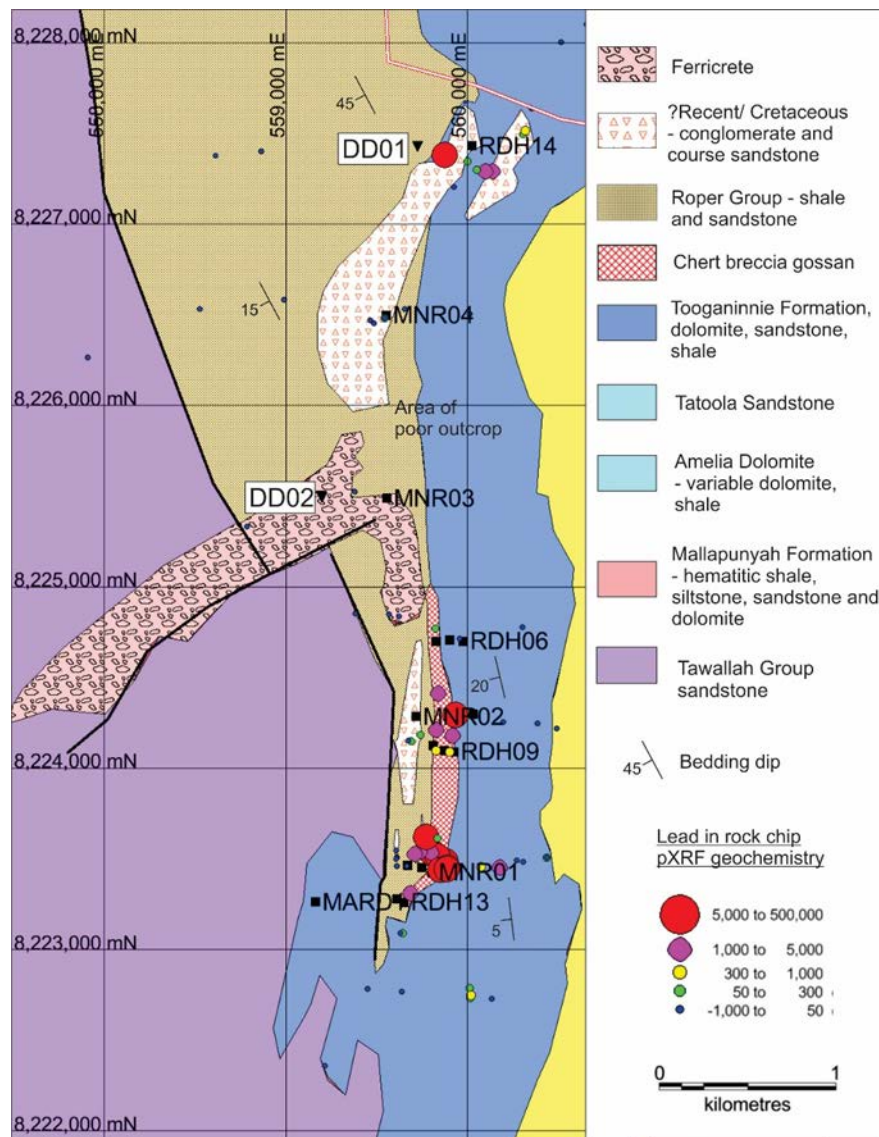 8,228,000 mN
558,000 mE
559,000 mE
560,000 mE
45
DD01
RDH14
8,227,000 mN
15
MNR04
8,226,000 mN
Area of
poor outcrop
DD02
MNR03
8,225,000 mN
RDH06
20
MNR02
RDH09
8,224,000 mN
MNR01
RDH13
5
8,223,000 mN
8,222,000 mN
Ferricrete
?Recent/ Cretaceous
- conglomerate and
course sandstone
Roper Group - shale
and sandstone
Chert breccia gossan
Tooganinnie Formation,
dolomite, sandstone,
shale
Tatoola Sandstone
Amelia Dolomite
- variable dolomite,
shale
Mallapunyah Formation
- hematitic shale,
siltstone, sandstone and
dolomite
Tawallah Group
sandstone
45
Bedding dip
Lead in rock chip
pXRF geochemistry
5,000 to 500,000
1,000 to 5,000
300 to 1,000
50 to 300
-1,000 to 50
0 1
kilometres